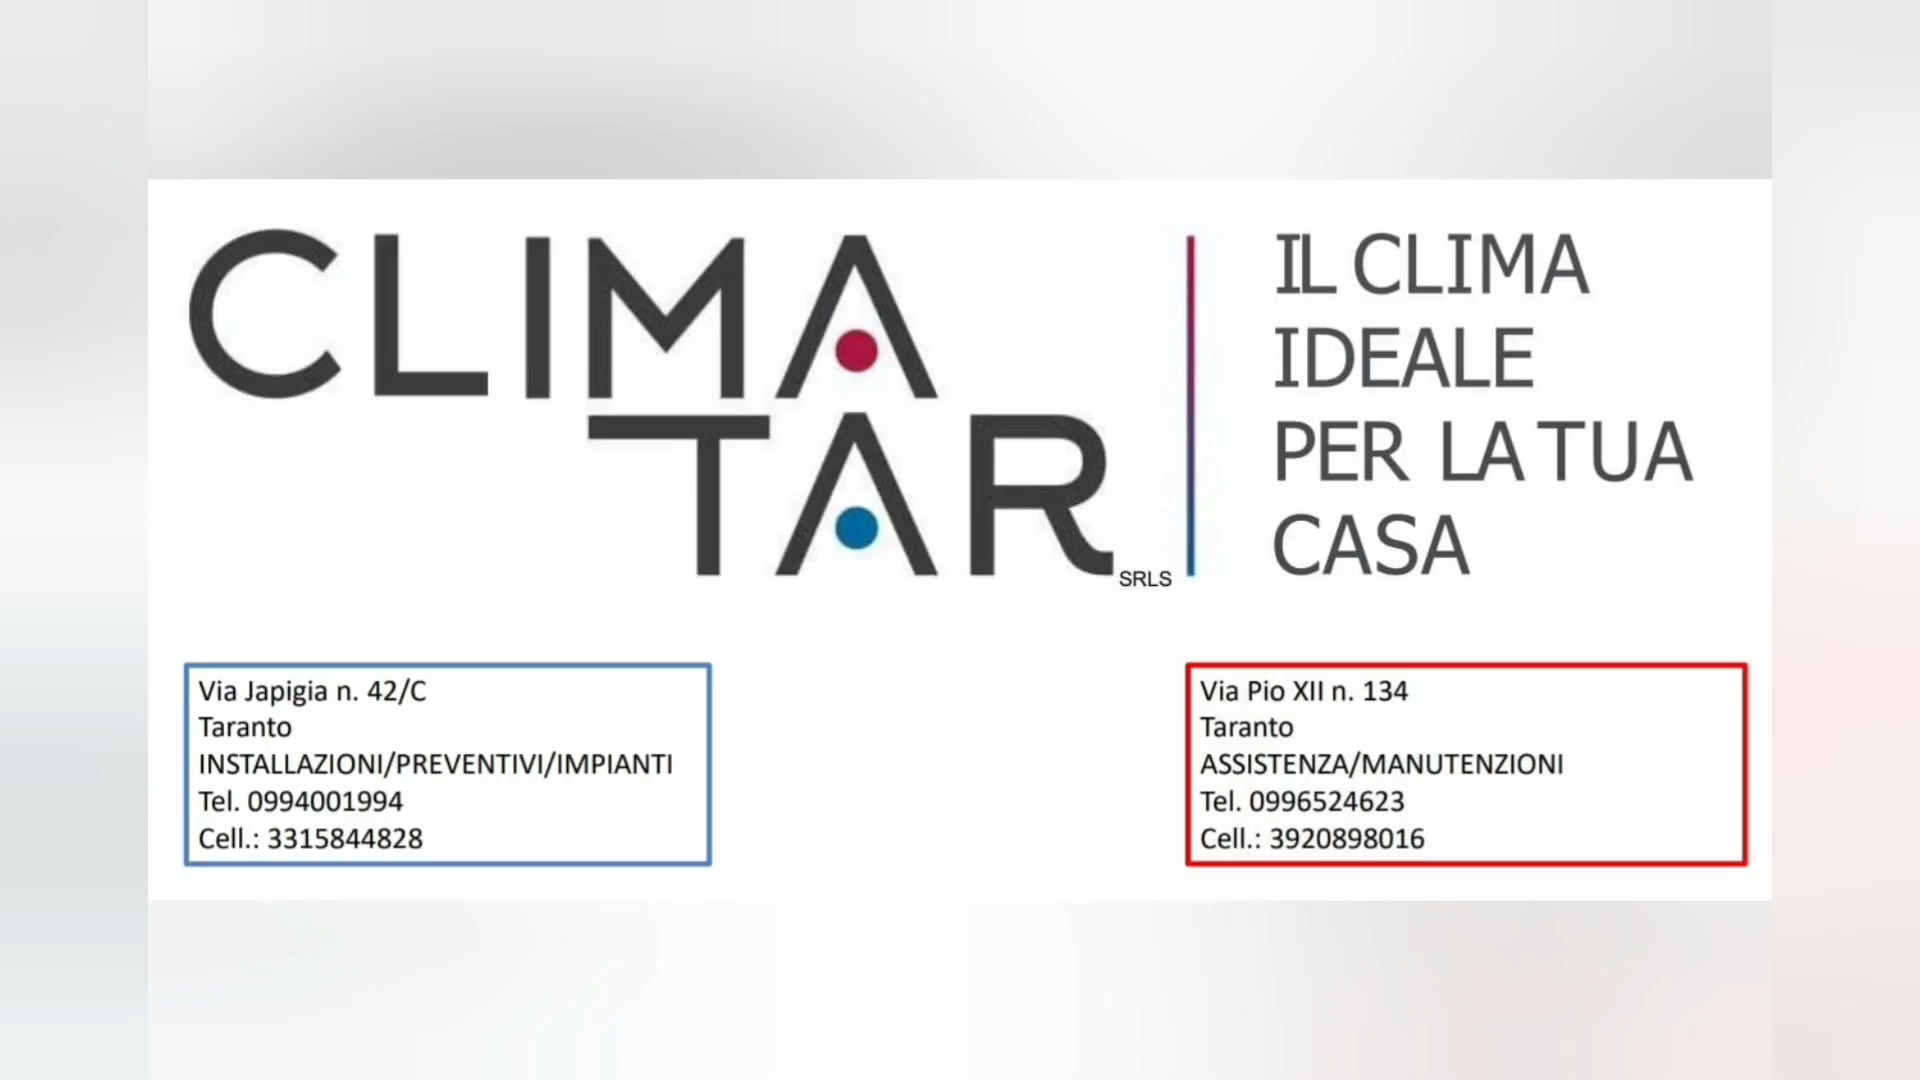 CLIMA
TAR
SRLS
IL CLIMA
IDEALE
PER LA TUA
CASA
Via Japigia n. 42/C
Taranto
INSTALLAZIONI/PREVENTIVI/IMPIANTI
Tel. 0994001994
Cell.: 3315844828
Via Pio XII n. 134
Taranto
ASSISTENZA/MANUTENZIONI
Tel. 0996524623
Cell.: 3920898016